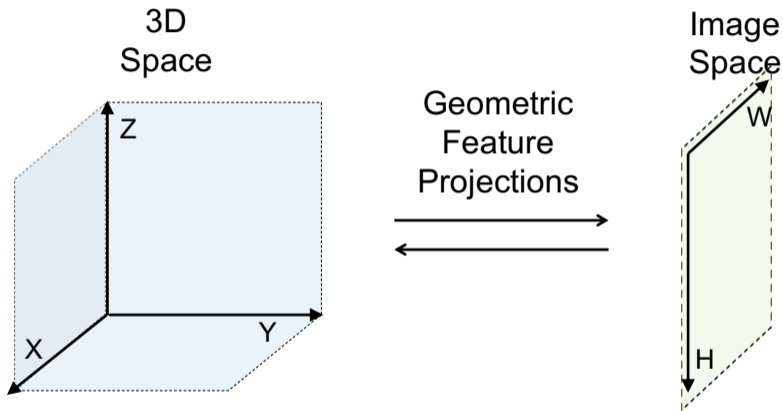 3D
Space
Z
X
Y
Geometric
Feature
Projections
Image
Space
W
H